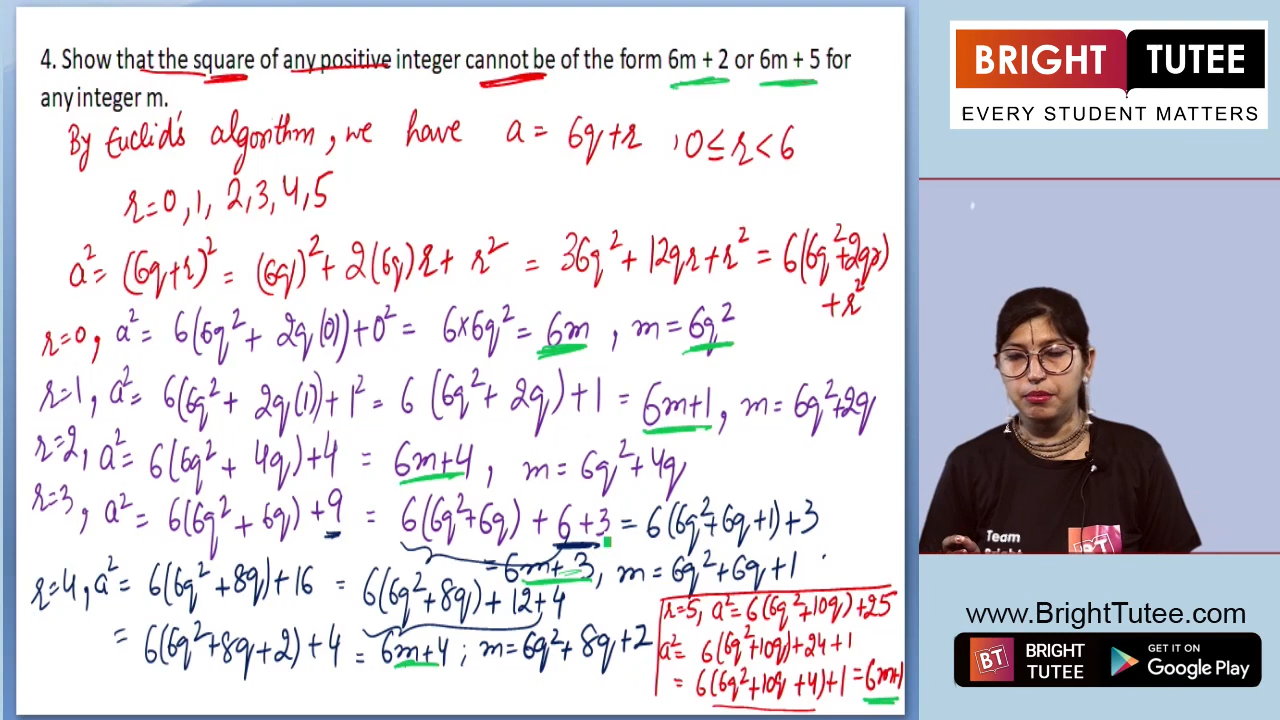 4. Show that the square of any positive integer cannot be of the form 6m + 2 or 6m + 5 for
any integer m.
By Euclid's algorithm, we have a = 6q+r , 0 ≤ r < 6
r=0, 1, 2, 3, 4, 5
a² = (6q+r)² = (6q)² + 2(6q)r + r² = 36q² + 12qr + r² = 6(6q²+2qr)
+r²
r=0, a² = 6(6q² + 2q(0)) + 0² = 6×6q² = 6m , m = 6q²
r=1, a² = 6(6q² + 2q(1)) + 1² = 6(6q² + 2q) + 1 = 6m+1, m = 6q²+2q
r=2, a² = 6(6q² + 4q) + 4 = 6m+4, m = 6q² + 4q
r=3, a² = 6(6q² + 6q) + 9 = 6(6q²+6q) + 6+3 = 6(6q²+6q+1)+3
= 6m+3, m = 6q²+6q+1
r=4, a² = 6(6q²+8q)+16 = 6(6q²+8q) + 12+4
= 6(6q²+8q+2)+4 = 6m+4 ; m = 6q²+8q+2
r=5, a² = 6(6q²+10q)+25
a² = 6(6q²+10q)+24+1
= 6(6q²+10q+4)+1 = 6m+1
BRIGHT TUTEE
EVERY STUDENT MATTERS
Team
BT
www.BrightTutee.com
BT BRIGHT TUTEE
GET IT ON
Google Play